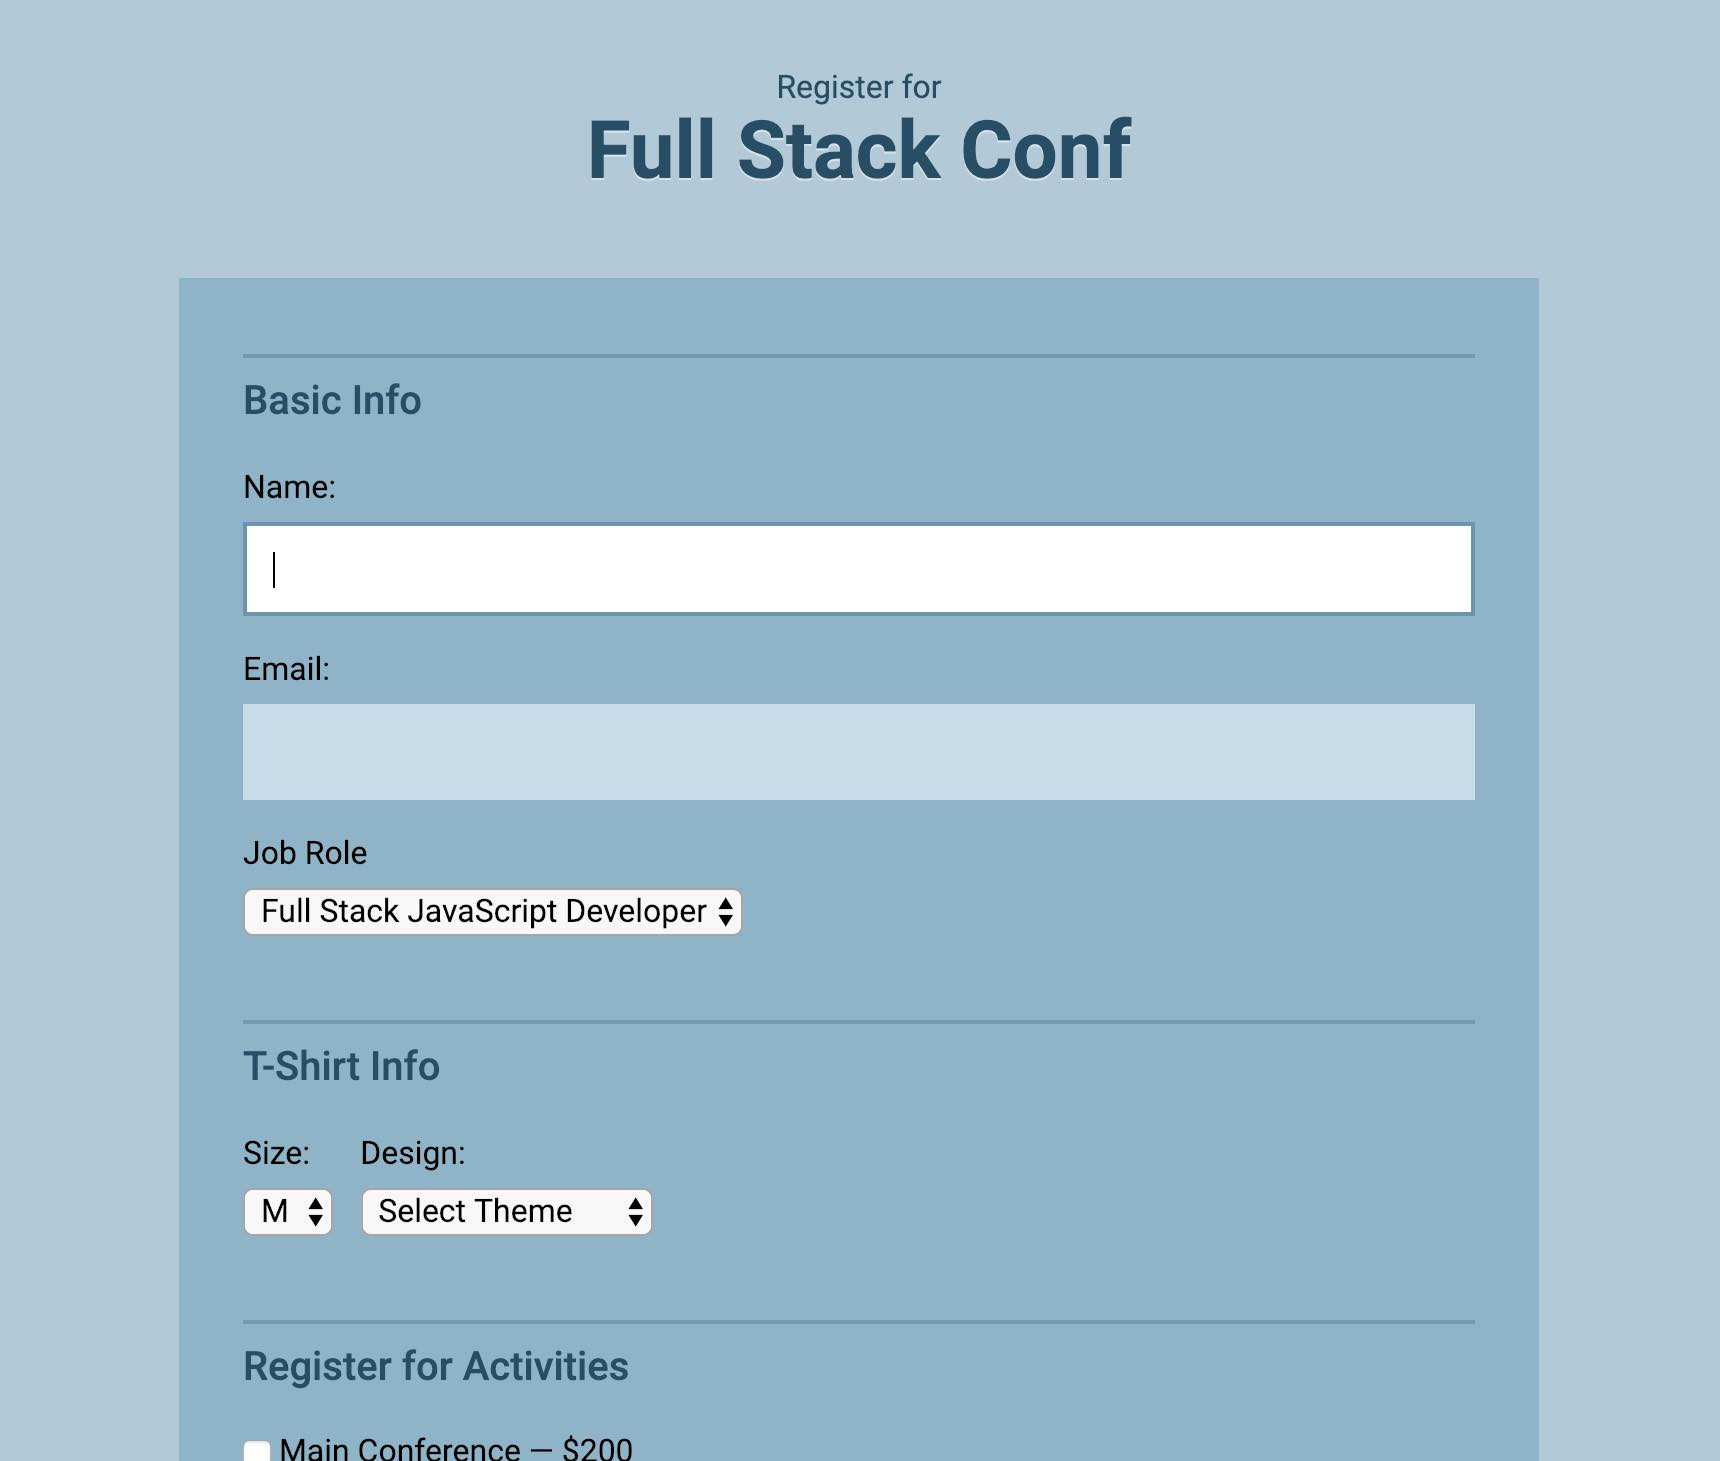 Register for
Full Stack Conf
Basic Info
Name:
Email:
Job Role
Full Stack JavaScript Developer
T-Shirt Info
Size: Design:
M Select Theme
Register for Activities
Main Conference — $200